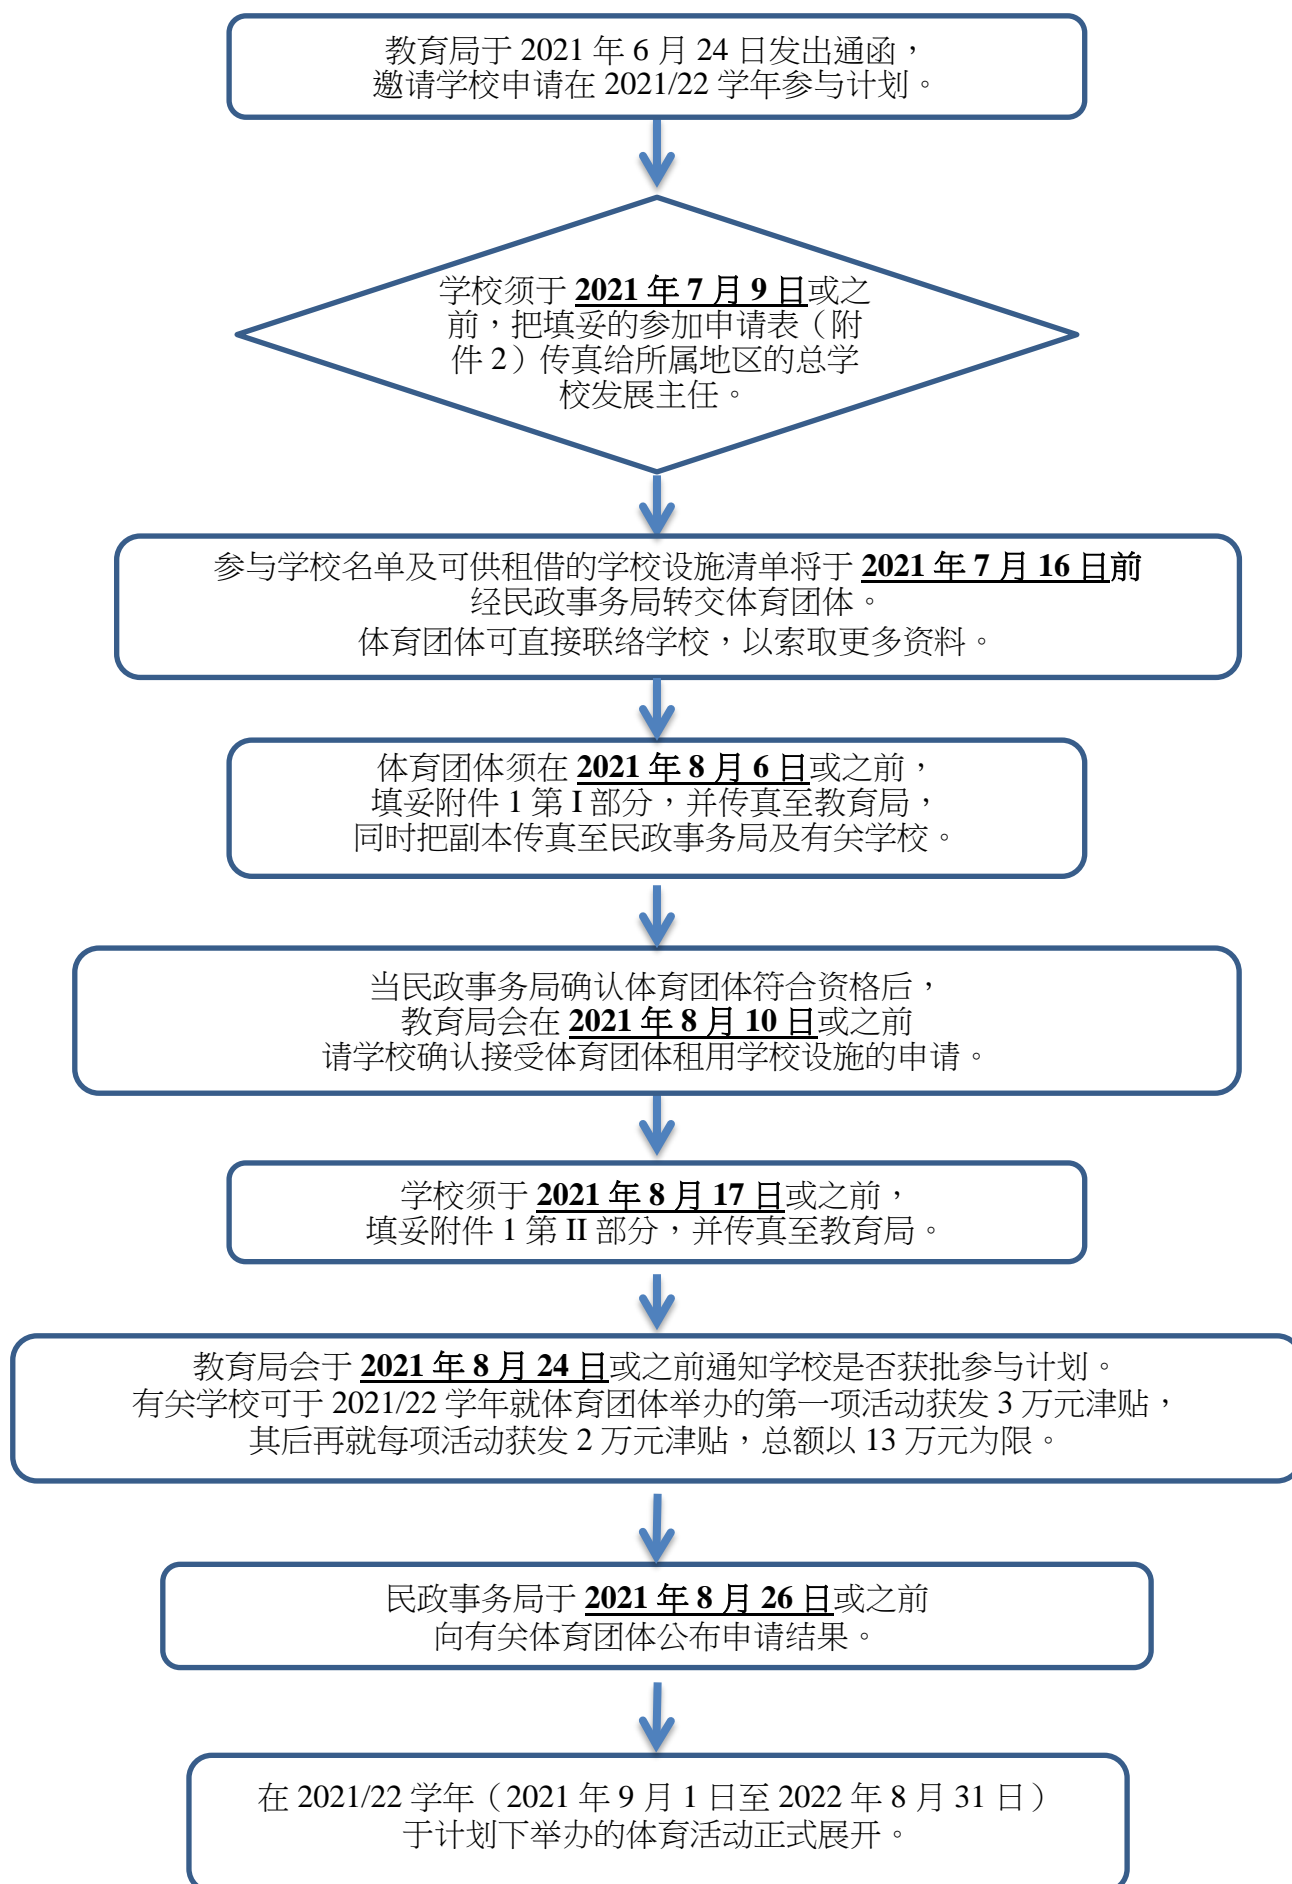 教育局于 2021 年 6 月 24 日发出通函，
邀请学校申请在 2021/22 学年参与计划。
学校须于 2021 年 7 月 9 日或之
前，把填妥的参加申请表（附
件 2）传真给所属地区的总学
校发展主任。
参与学校名单及可供租借的学校设施清单将于 2021 年 7 月 16 日前
经民政事务局转交体育团体。
体育团体可直接联络学校，以索取更多资料。
体育团体须在 2021 年 8 月 6 日或之前，
填妥附件 1 第 I 部分，并传真至教育局，
同时把副本传真至民政事务局及有关学校。
当民政事务局确认体育团体符合资格后，
教育局会在 2021 年 8 月 10 日或之前
请学校确认接受体育团体租用学校设施的申请。
学校须于 2021 年 8 月 17 日或之前，
填妥附件 1 第 II 部分，并传真至教育局。
教育局会于 2021 年 8 月 24 日或之前通知学校是否获批参与计划。
有关学校可于 2021/22 学年就体育团体举办的第一项活动获发 3 万元津贴，
其后再就每项活动获发 2 万元津贴，总额以 13 万元为限。
民政事务局于 2021 年 8 月 26 日或之前
向有关体育团体公布申请结果。
在 2021/22 学年（2021 年 9 月 1 日至 2022 年 8 月 31 日）
于计划下举办的体育活动正式展开。